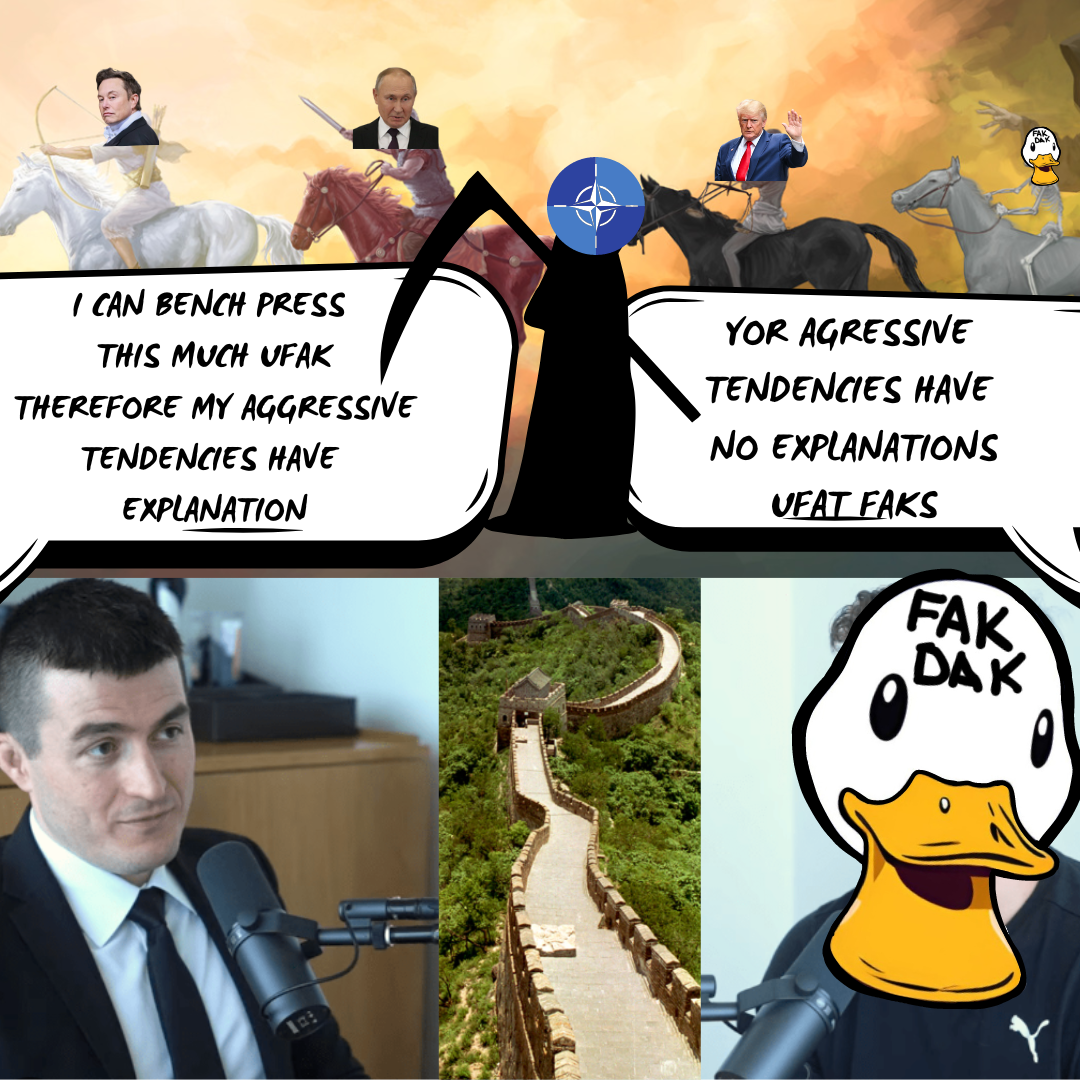 FAK
DAK
I CAN BENCH PRESS
THIS MUCH UFAK
THEREFORE MY AGGRESSIVE
TENDENCIES HAVE
EXPLANATION
YOR AGRESSIVE
TENDENCIES HAVE
NO EXPLANATIONS
UFAT FAKS
FAK
DAK